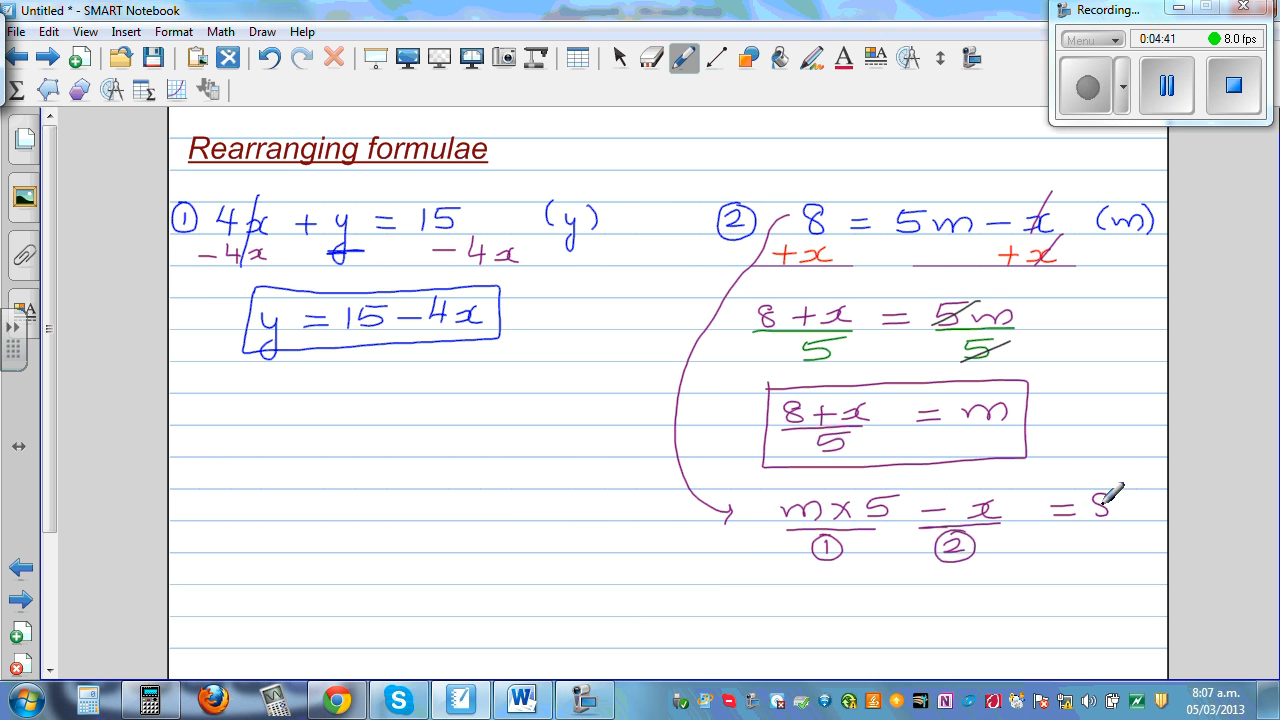 Untitled * - SMART Notebook
File Edit View Insert Format Math Draw Help
Recording...
Menu
0:04:41
8.0 fps
Rearranging formulae
① 4x + y = 15 (y)
-4x -4x
y = 15 - 4x
② 8 = 5m - x (m)
+x +x
8 + x = 5m
5 5
8 + x = m
5
m × 5 - x = 8
① ②
8:07 a.m.
05/03/2013